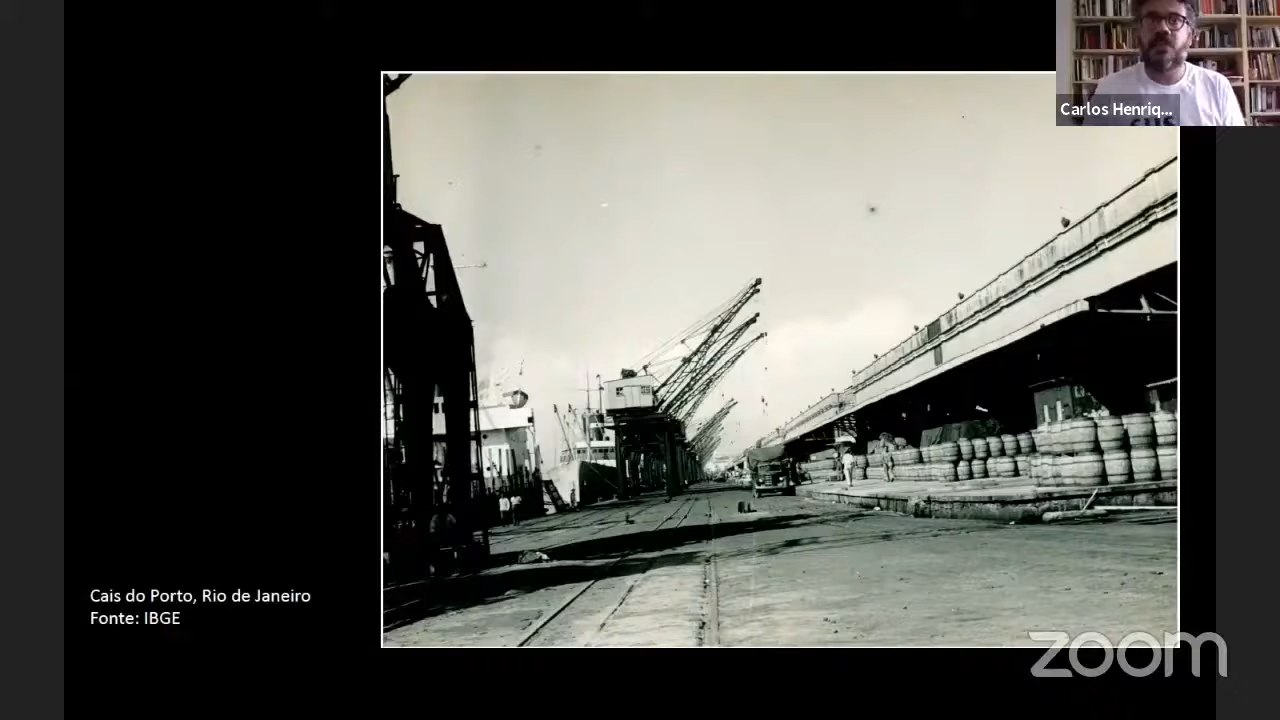 Carlos Henriq...
Cais do Porto, Rio de Janeiro
Fonte: IBGE
zoom